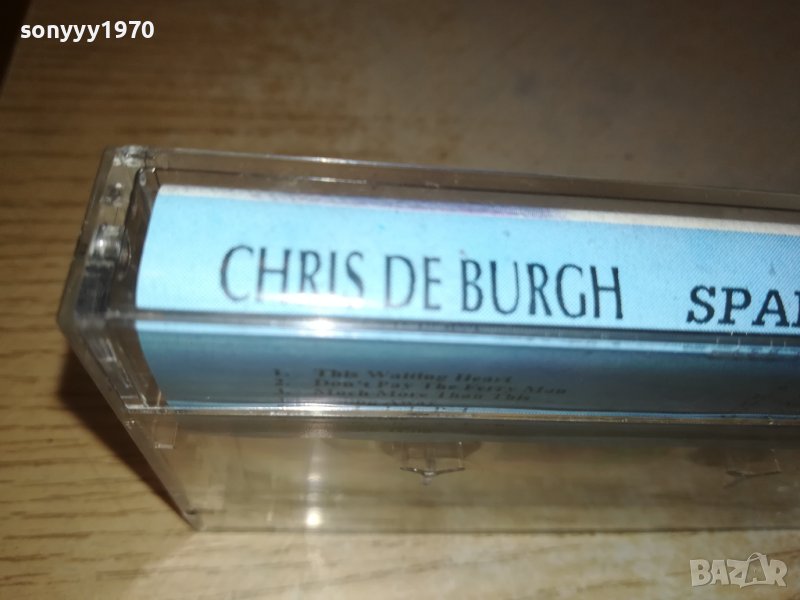 sonyyy1970
CHRIS DE BURGH SPA
1. This Waiting Heart
2. Don't Pay The Ferry Man
Much More Than This
BAZAR